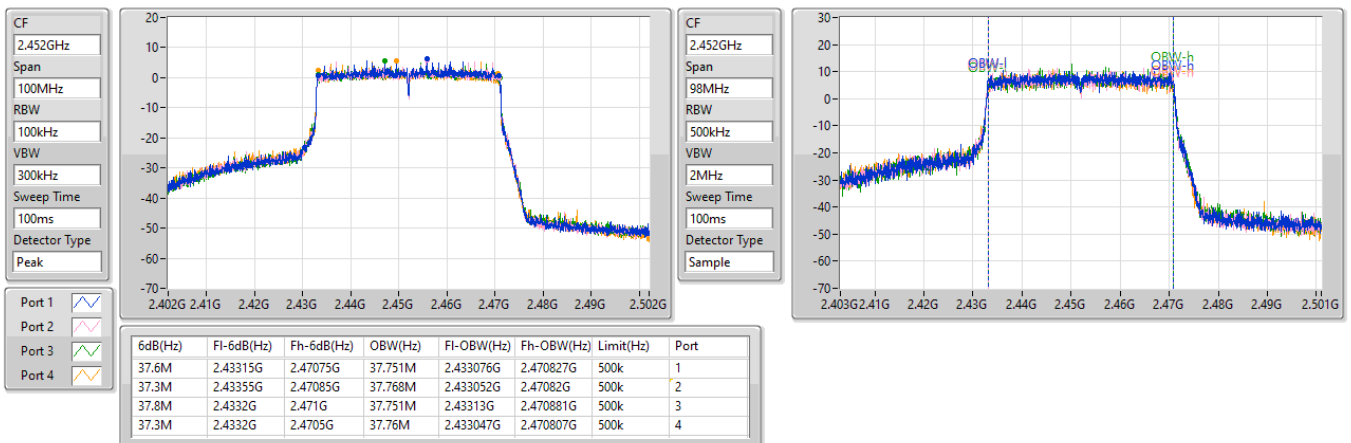 CF
2.452GHz
Span
100MHz
RBW
100kHz
VBW
300kHz
Sweep Time
100ms
Detector Type
Peak
20
10
0
-10
-20
-30
-40
-50
-60
-70
2.402G 2.41G 2.42G 2.43G 2.44G 2.45G 2.46G 2.47G 2.48G 2.49G 2.502G
CF
2.452GHz
Span
98MHz
RBW
500kHz
VBW
2MHz
Sweep Time
100ms
Detector Type
Sample
30
20
10
0
-10
-20
-30
-40
-50
-60
-70
OBW-l
OBW-h
OBW-h
2.403G 2.41G 2.42G 2.43G 2.44G 2.45G 2.46G 2.47G 2.48G 2.49G 2.501G
Port 1
Port 2
Port 3
Port 4
6dB(Hz) Fl-6dB(Hz) Fh-6dB(Hz) OBW(Hz) Fl-OBW(Hz) Fh-OBW(Hz) Limit(Hz) Port
37.6M 2.43315G 2.47075G 37.751M 2.433076G 2.470827G 500k 1
37.3M 2.43355G 2.47085G 37.768M 2.433052G 2.47082G 500k 2
37.8M 2.4332G 2.471G 37.751M 2.43313G 2.470881G 500k 3
37.3M 2.4332G 2.4705G 37.76M 2.433047G 2.470807G 500k 4